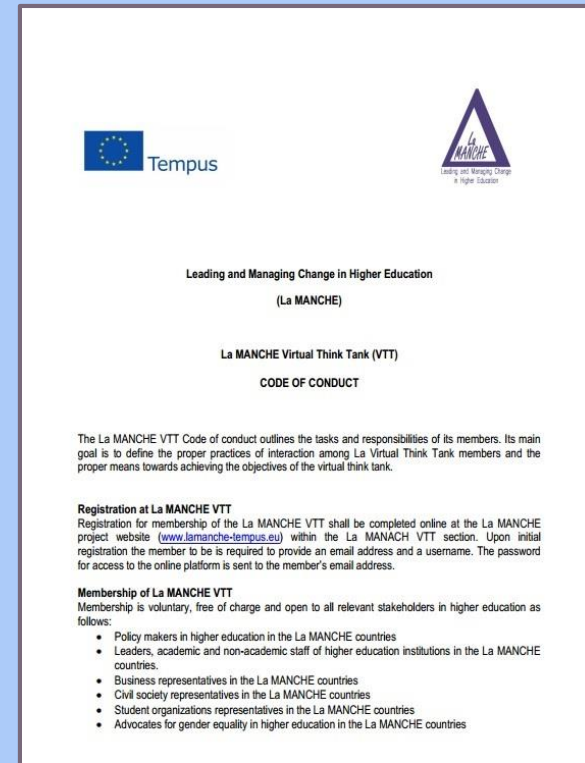 Tempus
La
MANCHE
Leading and Managing Change
in Higher Education
Leading and Managing Change in Higher Education
(La MANCHE)
La MANCHE Virtual Think Tank (VTT)
CODE OF CONDUCT
The La MANCHE VTT Code of conduct outlines the tasks and responsibilities of its members. Its main
goal is to define the proper practices of interaction among La Virtual Think Tank members and the
proper means towards achieving the objectives of the virtual think tank.
Registration at La MANCHE VTT
Registration for membership of the La MANCHE VTT shall be completed online at the La MANCHE
project website (www.lamanche-tempus.eu) within the La MANACH VTT section. Upon initial
registration the member to be is required to provide an email address and a username. The password
for access to the online platform is sent to the member's email address.
Membership of La MANCHE VTT
Membership is voluntary, free of charge and open to all relevant stakeholders in higher education as
follows:
• Policy makers in higher education in the La MANCHE countries
• Leaders, academic and non-academic staff of higher education institutions in the La MANCHE
countries.
• Business representatives in the La MANCHE countries
• Civil society representatives in the La MANCHE countries
• Student organizations representatives in the La MANCHE countries
• Advocates for gender equality in higher education in the La MANCHE countries